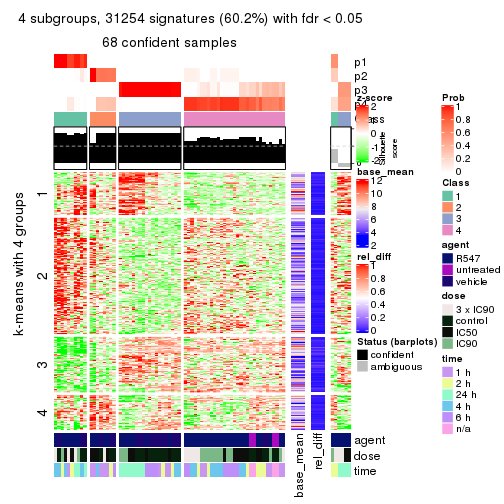 4 subgroups, 31254 signatures (60.2%) with fdr < 0.05
68 confident samples
p1
p2
p3
p4
Class
silhouette
score
k-means with 4 groups
1
2
3
4
base_mean
rel_diff
agent
dose
time
z-score
2
1
0
-1
-2
base_mean
12
10
8
6
4
2
rel_diff
1
0.8
0.6
0.4
0.2
0
Status (barplots)
confident
ambiguous
Prob
1
0.8
0.6
0.4
0.2
0
Class
1
2
3
4
agent
R547
untreated
vehicle
dose
3 x IC90
control
IC50
IC90
time
1 h
2 h
24 h
4 h
6 h
n/a